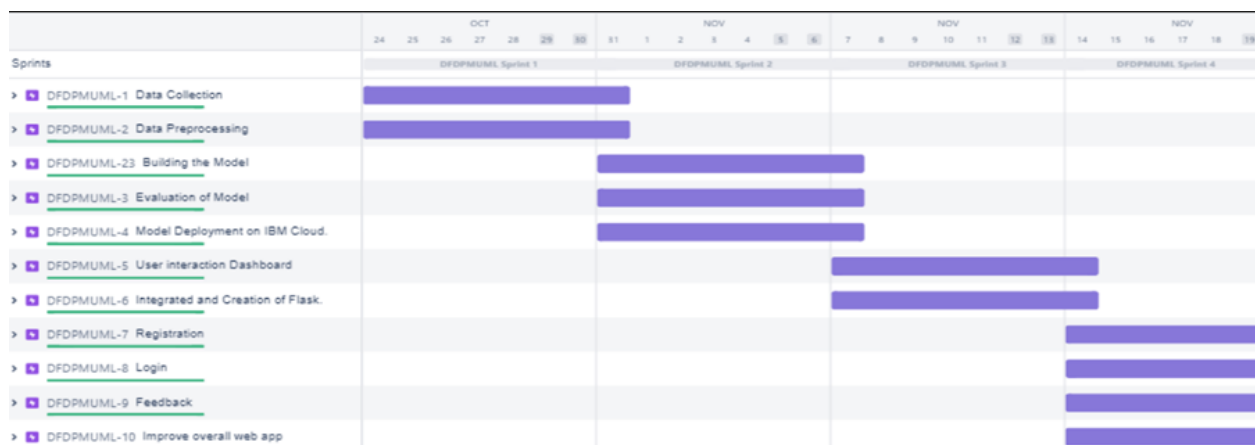 OCT NOV NOV NOV
24 25 26 27 28 29 30 31 1 2 3 4 5 6 7 8 9 10 11 12 13 14 15 16 17 18 19
Sprints DFDPMUML Sprint 1 DFDPMUML Sprint 2 DFDPMUML Sprint 3 DFDPMUML Sprint 4
DFDPMUML-1 Data Collection
DFDPMUML-2 Data Preprocessing
DFDPMUML-23 Building the Model
DFDPMUML-3 Evaluation of Model
DFDPMUML-4 Model Deployment on IBM Cloud.
DFDPMUML-5 User interaction Dashboard
DFDPMUML-6 Integrated and Creation of Flask.
DFDPMUML-7 Registration
DFDPMUML-8 Login
DFDPMUML-9 Feedback
DFDPMUML-10 Improve overall web app